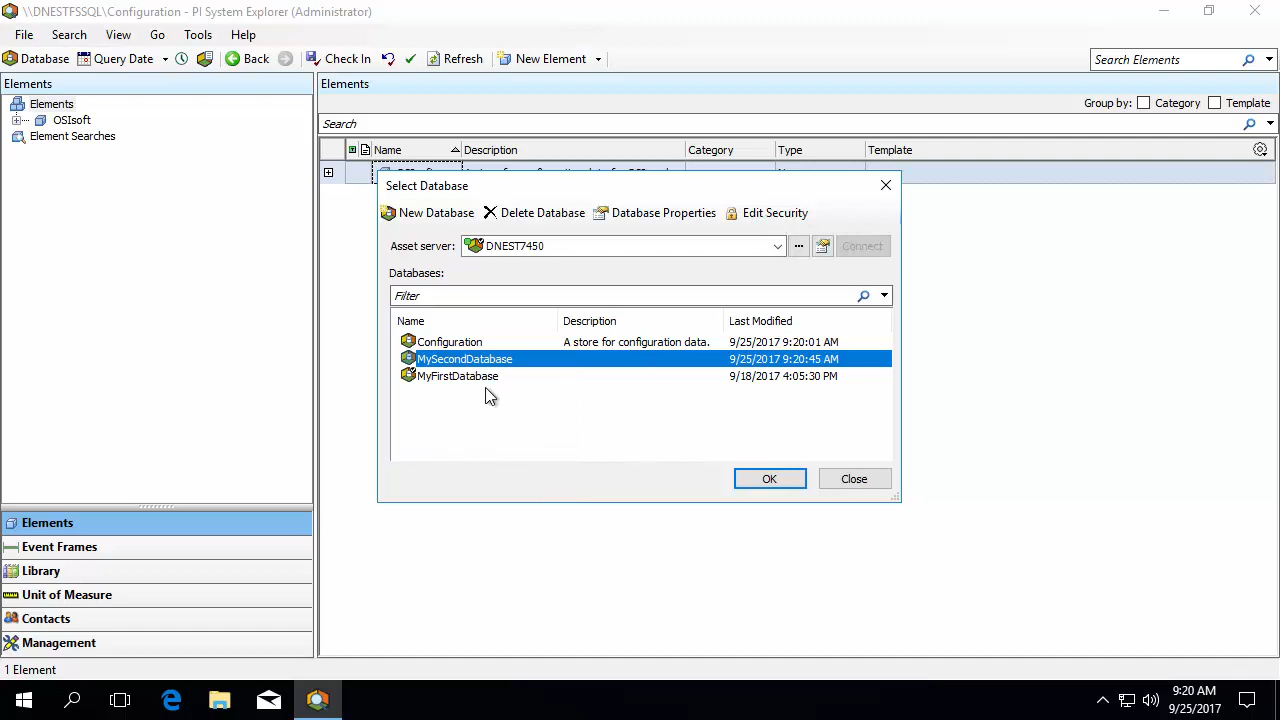 \\DNESTFSSQL\Configuration - PI System Explorer (Administrator)
File Search View Go Tools Help
Database Query Date Back Check In Refresh New Element Search Elements
Elements
Elements
OSIsoft
Element Searches
Elements
Group by: Category Template
Search
Name Description Category Type Template
Select Database
New Database Delete Database Database Properties Edit Security
Asset server: DNEST7450 ... Connect
Databases:
Filter
Name Description Last Modified
Configuration A store for configuration data. 9/25/2017 9:20:01 AM
MySecondDatabase 9/25/2017 9:20:45 AM
MyFirstDatabase 9/18/2017 4:05:30 PM
OK Close
Elements
Event Frames
Library
Unit of Measure
Contacts
Management
1 Element
9:20 AM
9/25/2017